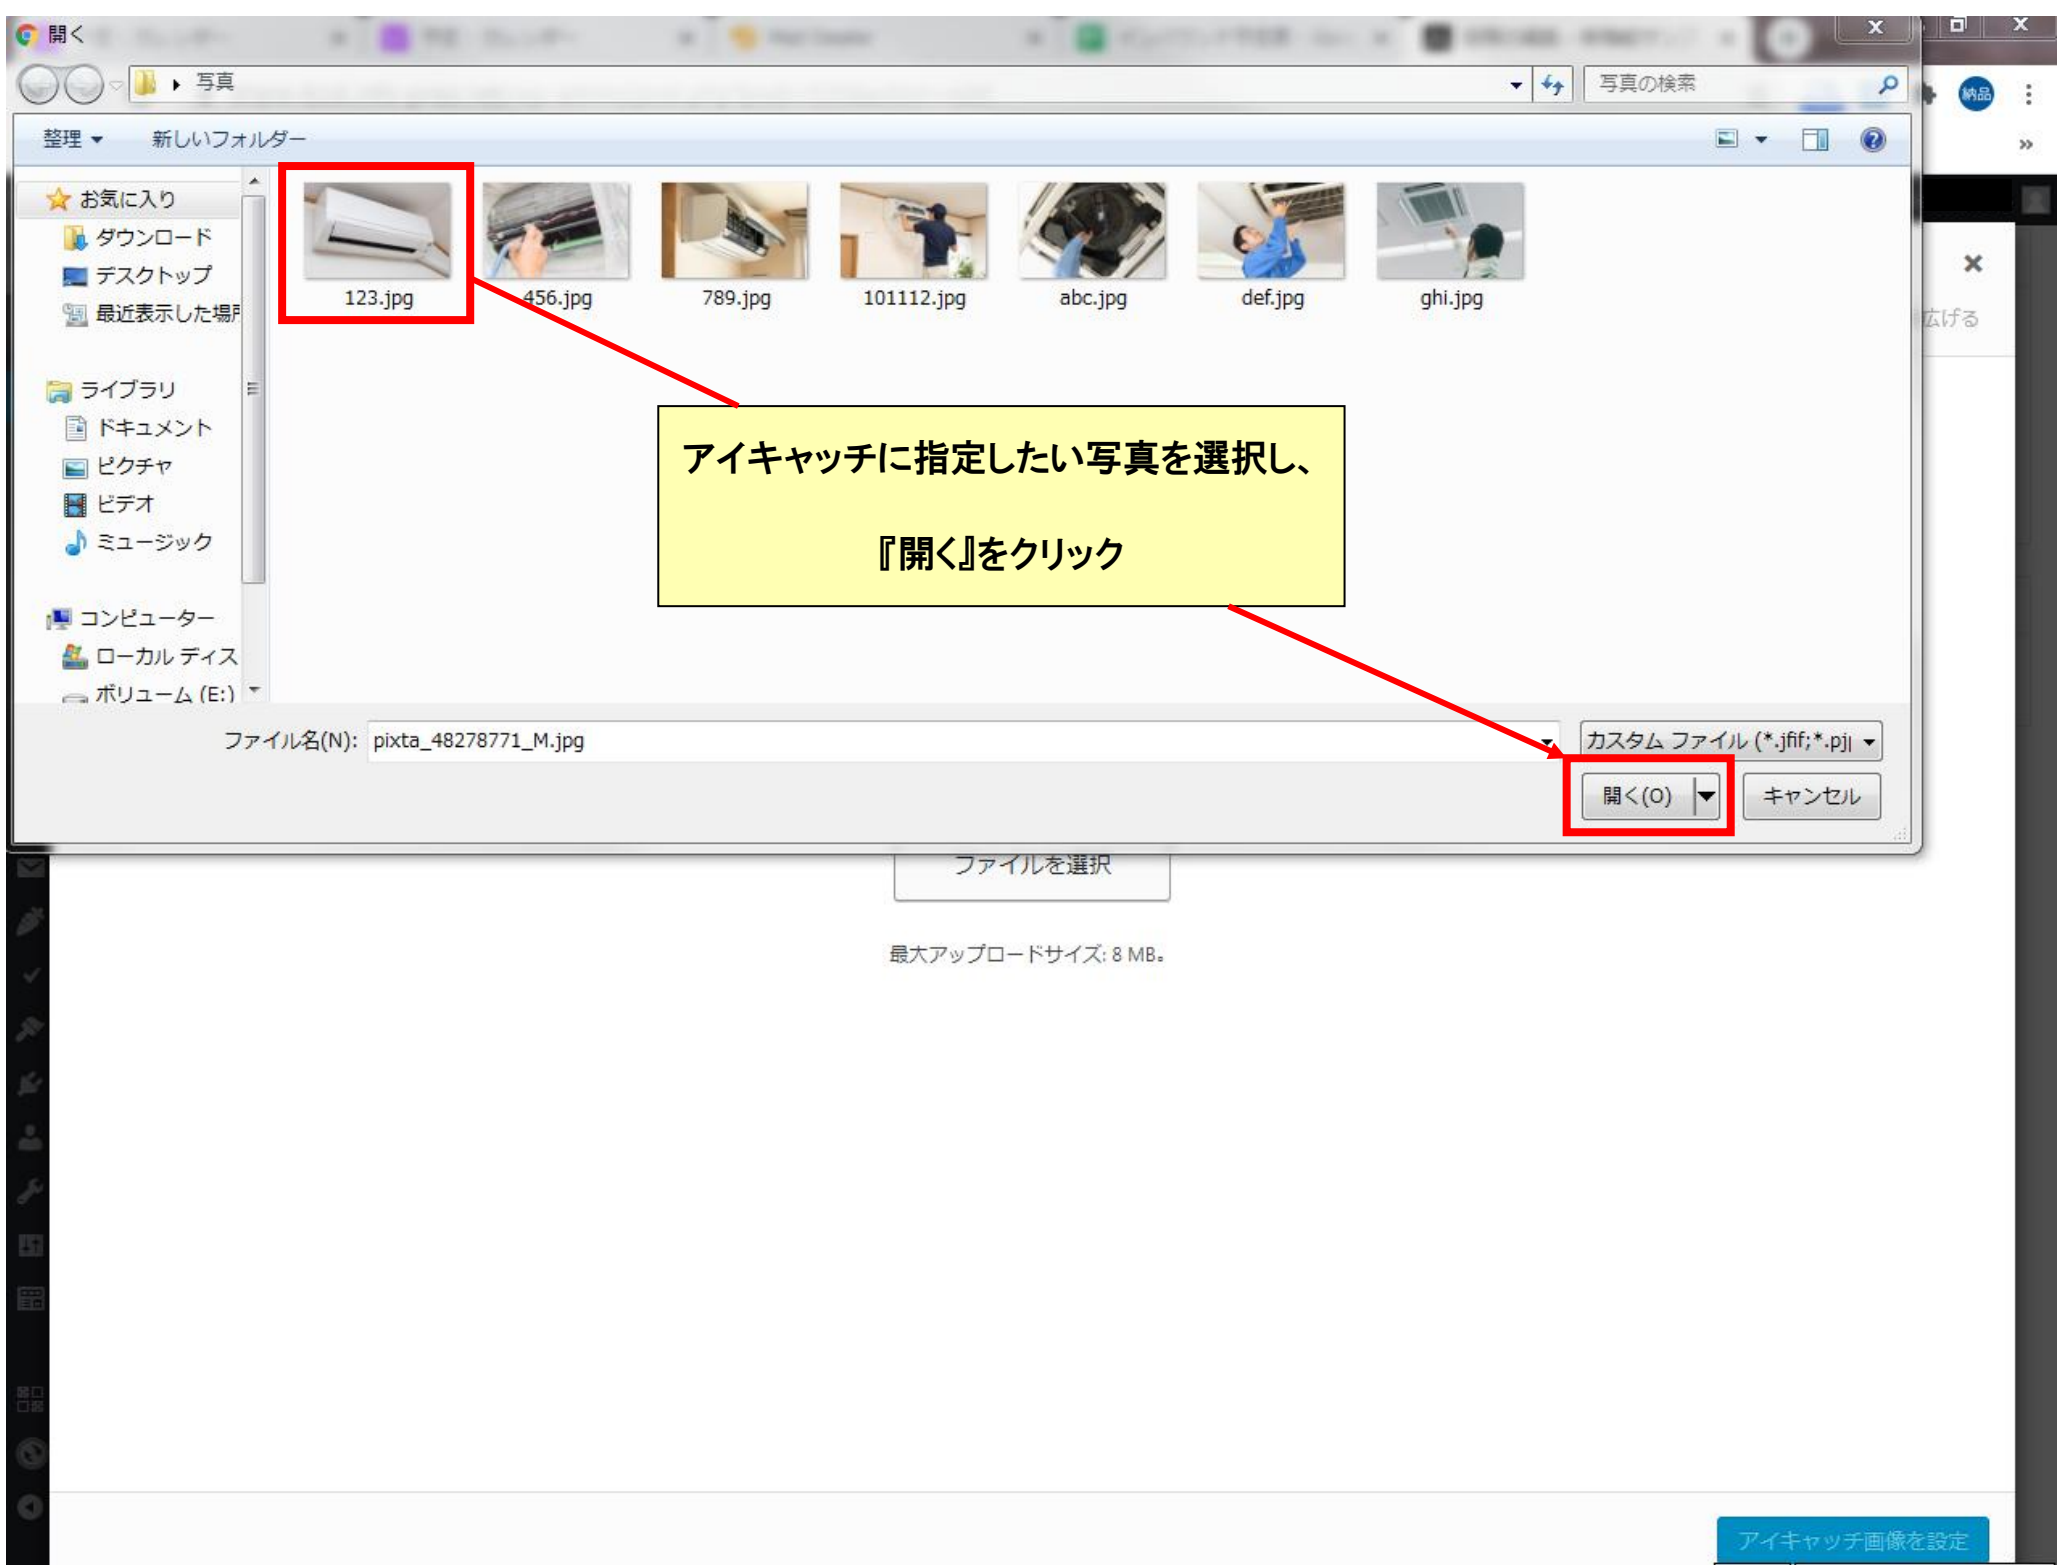 開く
写真
写真の検索
納品
整理
新しいフォルダー
»
お気に入り
ダウンロード
デスクトップ
最近表示した場所
ライブラリ
ドキュメント
ピクチャ
ビデオ
ミュージック
コンピューター
ローカル ディス
ボリューム (E:)
123.jpg
456.jpg
789.jpg
101112.jpg
abc.jpg
def.jpg
ghi.jpg
広げる
アイキャッチに指定したい写真を選択し、
『開く』をクリック
ファイル名(N):
pixta_48278771_M.jpg
カスタム ファイル (*.jfif;*.pj
開く(O)
キャンセル
ファイルを選択
最大アップロードサイズ: 8 MB。
アイキャッチ画像を設定